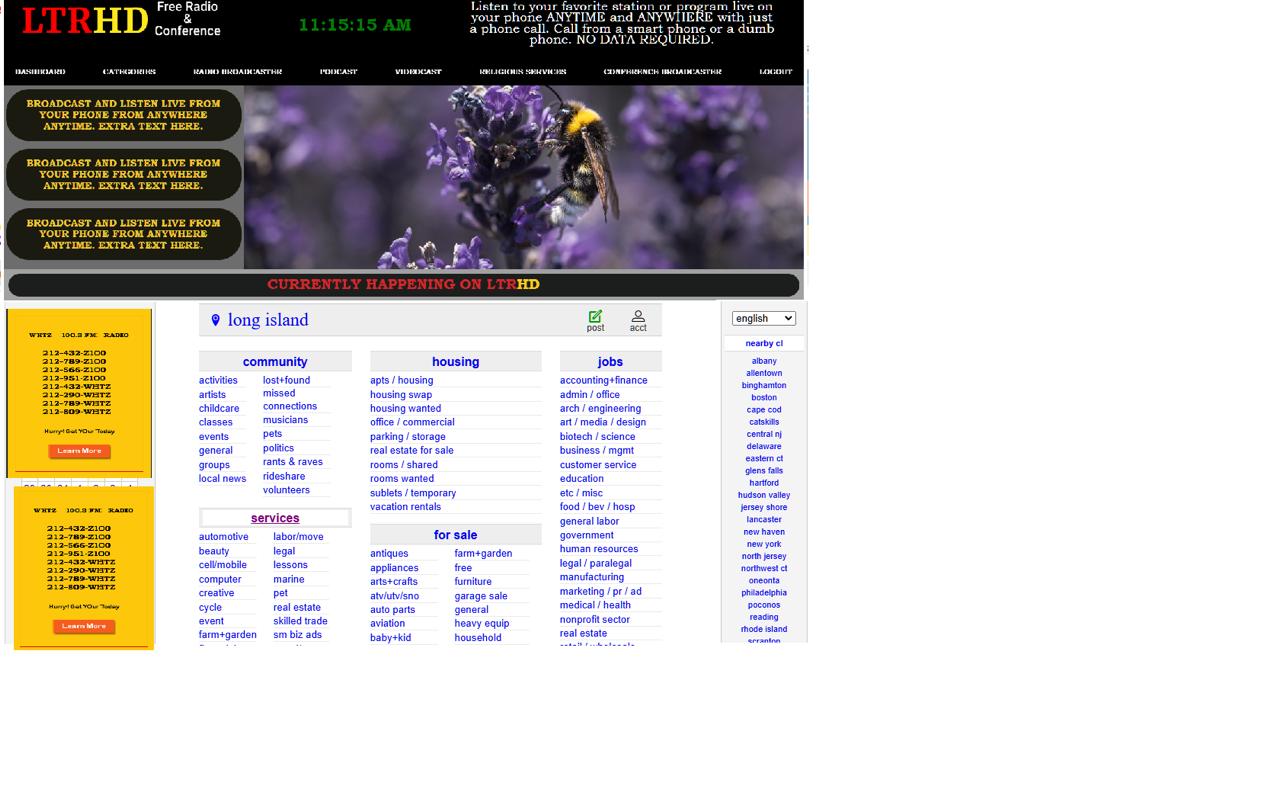 LTRHD
Free Radio
&
Conference
11:15:15 AM
Listen to your favorite station or program live on
your phone ANYTIME and ANYWHERE with just
a phone call. Call from a smart phone or a dumb
phone. NO DATA REQUIRED.
DASHBOARD CATEGORIES RADIO BROADCASTER PODCAST VIDEOCAST RELIGIOUS SERVICES CONFERENCE BROADCASTER LOGOUT
BROADCAST AND LISTEN LIVE FROM
YOUR PHONE FROM ANYWHERE
ANYTIME. EXTRA TEXT HERE.
BROADCAST AND LISTEN LIVE FROM
YOUR PHONE FROM ANYWHERE
ANYTIME. EXTRA TEXT HERE.
BROADCAST AND LISTEN LIVE FROM
YOUR PHONE FROM ANYWHERE
ANYTIME. EXTRA TEXT HERE.
CURRENTLY HAPPENING ON LTRHD
WHTZ 100.3 FM RADIO
212-432-Z100
212-789-Z100
212-566-Z100
212-951-Z100
212-432-WHTZ
212-290-WHTZ
212-789-WHTZ
212-809-WHTZ
Hurry! Get YOur Today
Learn More
WHTZ 100.3 FM RADIO
212-432-Z100
212-789-Z100
212-566-Z100
212-951-Z100
212-432-WHTZ
212-290-WHTZ
212-789-WHTZ
212-809-WHTZ
Hurry! Get YOur Today
Learn More
long island
post
acct
community
activities
artists
childcare
classes
events
general
groups
local news
lost+found
missed
connections
musicians
pets
politics
rants & raves
rideshare
volunteers
services
automotive
beauty
cell/mobile
computer
creative
cycle
event
farm+garden
labor/move
legal
lessons
marine
pet
real estate
skilled trade
sm biz ads
housing
apts / housing
housing swap
housing wanted
office / commercial
parking / storage
real estate for sale
rooms / shared
rooms wanted
sublets / temporary
vacation rentals
for sale
antiques
appliances
arts+crafts
atv/utv/sno
auto parts
aviation
baby+kid
farm+garden
free
furniture
garage sale
general
heavy equip
household
jobs
accounting+finance
admin / office
arch / engineering
art / media / design
biotech / science
business / mgmt
customer service
education
etc / misc
food / bev / hosp
general labor
government
human resources
legal / paralegal
manufacturing
marketing / pr / ad
medical / health
nonprofit sector
real estate
retail / wholesale
english
nearby cl
albany
allentown
binghamton
boston
cape cod
catskills
central nj
delaware
eastern ct
glens falls
hartford
hudson valley
jersey shore
lancaster
new haven
new york
north jersey
northwest ct
oneonta
philadelphia
poconos
reading
rhode island
scranton